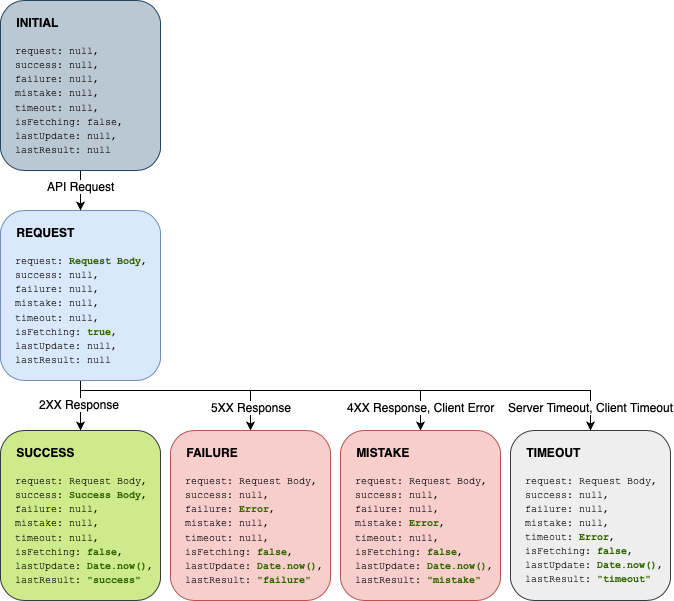 INITIAL
request: null,
success: null,
failure: null,
mistake: null,
timeout: null,
isFetching: false,
lastUpdate: null,
lastResult: null
API Request
REQUEST
request: Request Body,
success: null,
failure: null,
mistake: null,
timeout: null,
isFetching: true,
lastUpdate: null,
lastResult: null
2XX Response
5XX Response
4XX Response, Client Error
Server Timeout, Client Timeout
SUCCESS
request: Request Body,
success: Success Body,
failure: null,
mistake: null,
timeout: null,
isFetching: false,
lastUpdate: Date.now(),
lastResult: "success"
FAILURE
request: Request Body,
success: null,
failure: Error,
mistake: null,
timeout: null,
isFetching: false,
lastUpdate: Date.now(),
lastResult: "failure"
MISTAKE
request: Request Body,
success: null,
failure: null,
mistake: Error,
timeout: null,
isFetching: false,
lastUpdate: Date.now(),
lastResult: "mistake"
TIMEOUT
request: Request Body,
success: null,
failure: null,
mistake: null,
timeout: Error,
isFetching: false,
lastUpdate: Date.now(),
lastResult: "timeout"